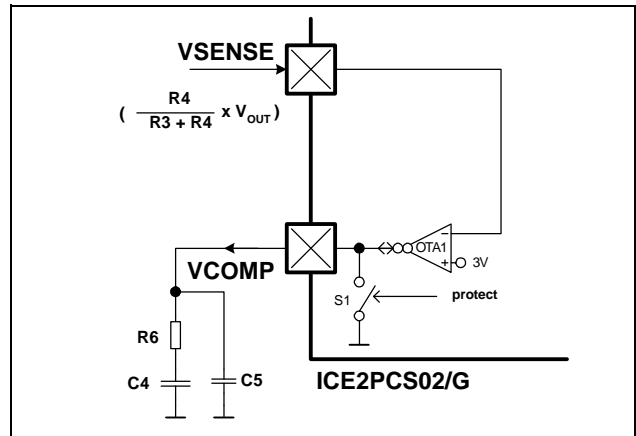 VSENSE
( R4 / R3 + R4 x VOUT )
OTA1
3V
VCOMP
S1
protect
R6
C4
C5
ICE2PCS02/G